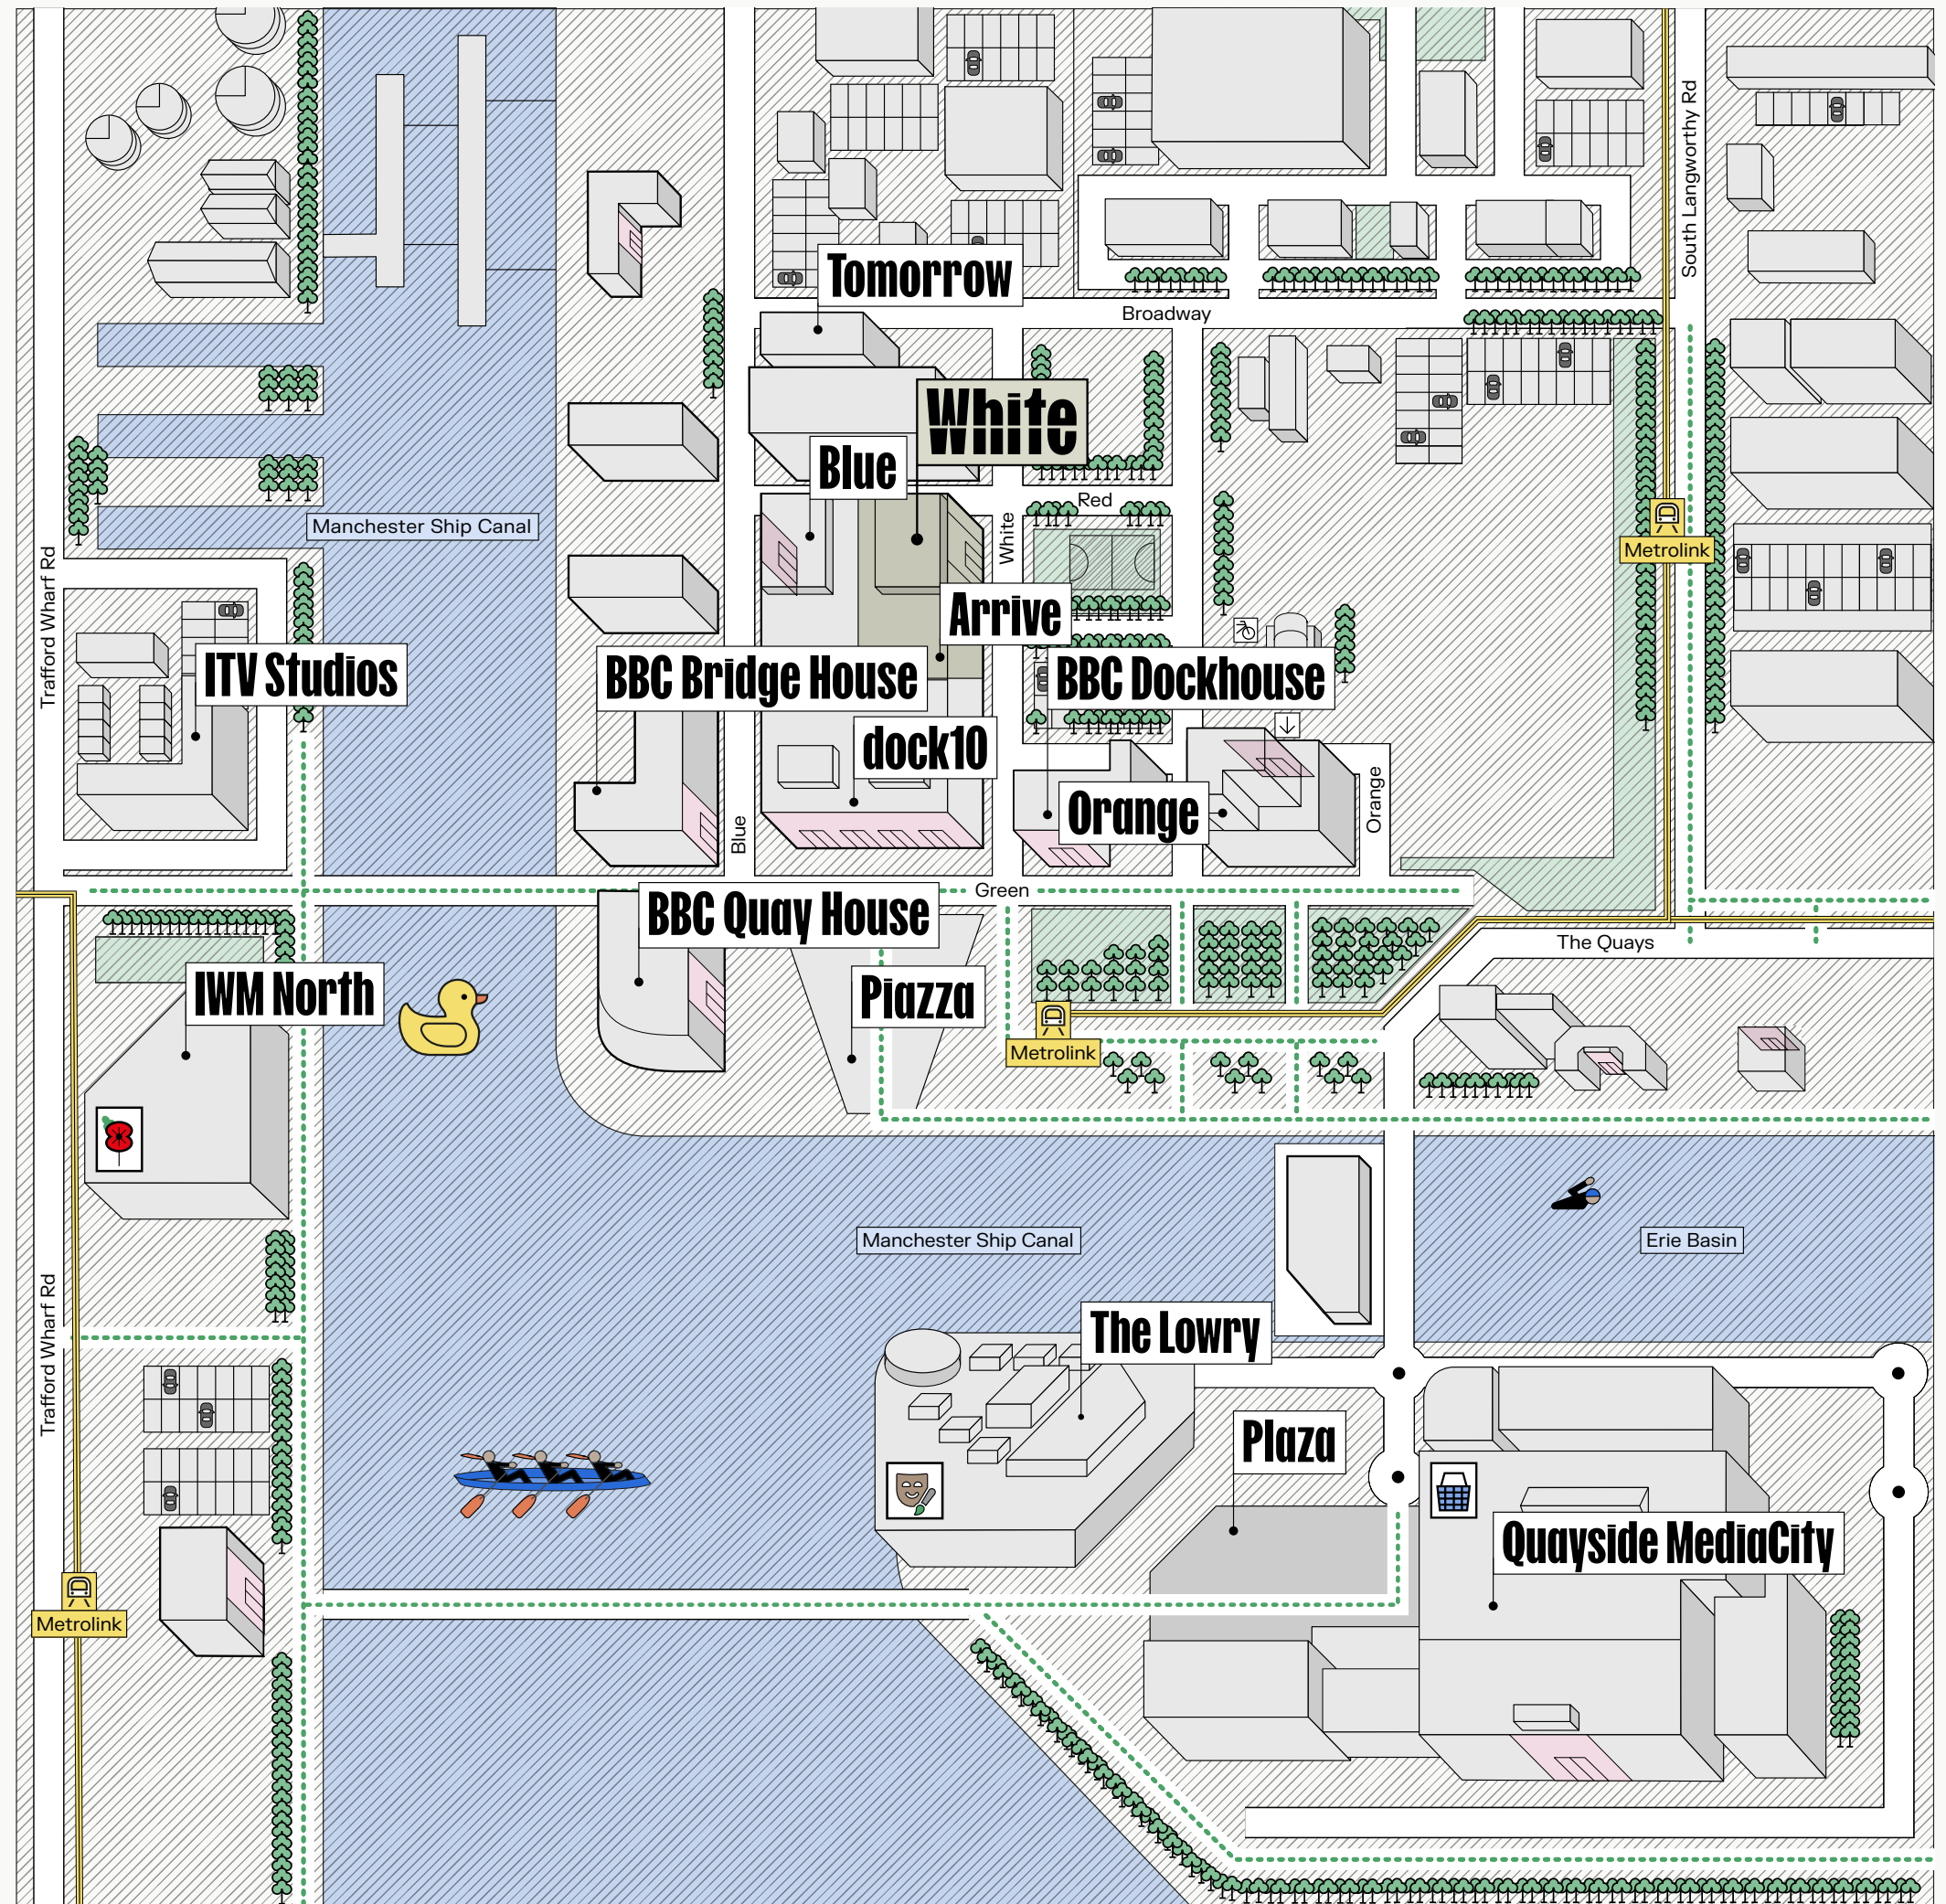 South Langworthy Rd
Tomorrow
Broadway
White
Blue
Red
Manchester Ship Canal
White
Metrolink
Trafford Wharf Rd
Arrive
ITV Studios
BBC Bridge House
BBC Dockhouse
dock10
Orange
Orange
Blue
Green
BBC Quay House
The Quays
IWM North
Piazza
Metrolink
Manchester Ship Canal
Erie Basin
The Lowry
Trafford Wharf Rd
Plaza
Quayside MediaCity
Metrolink